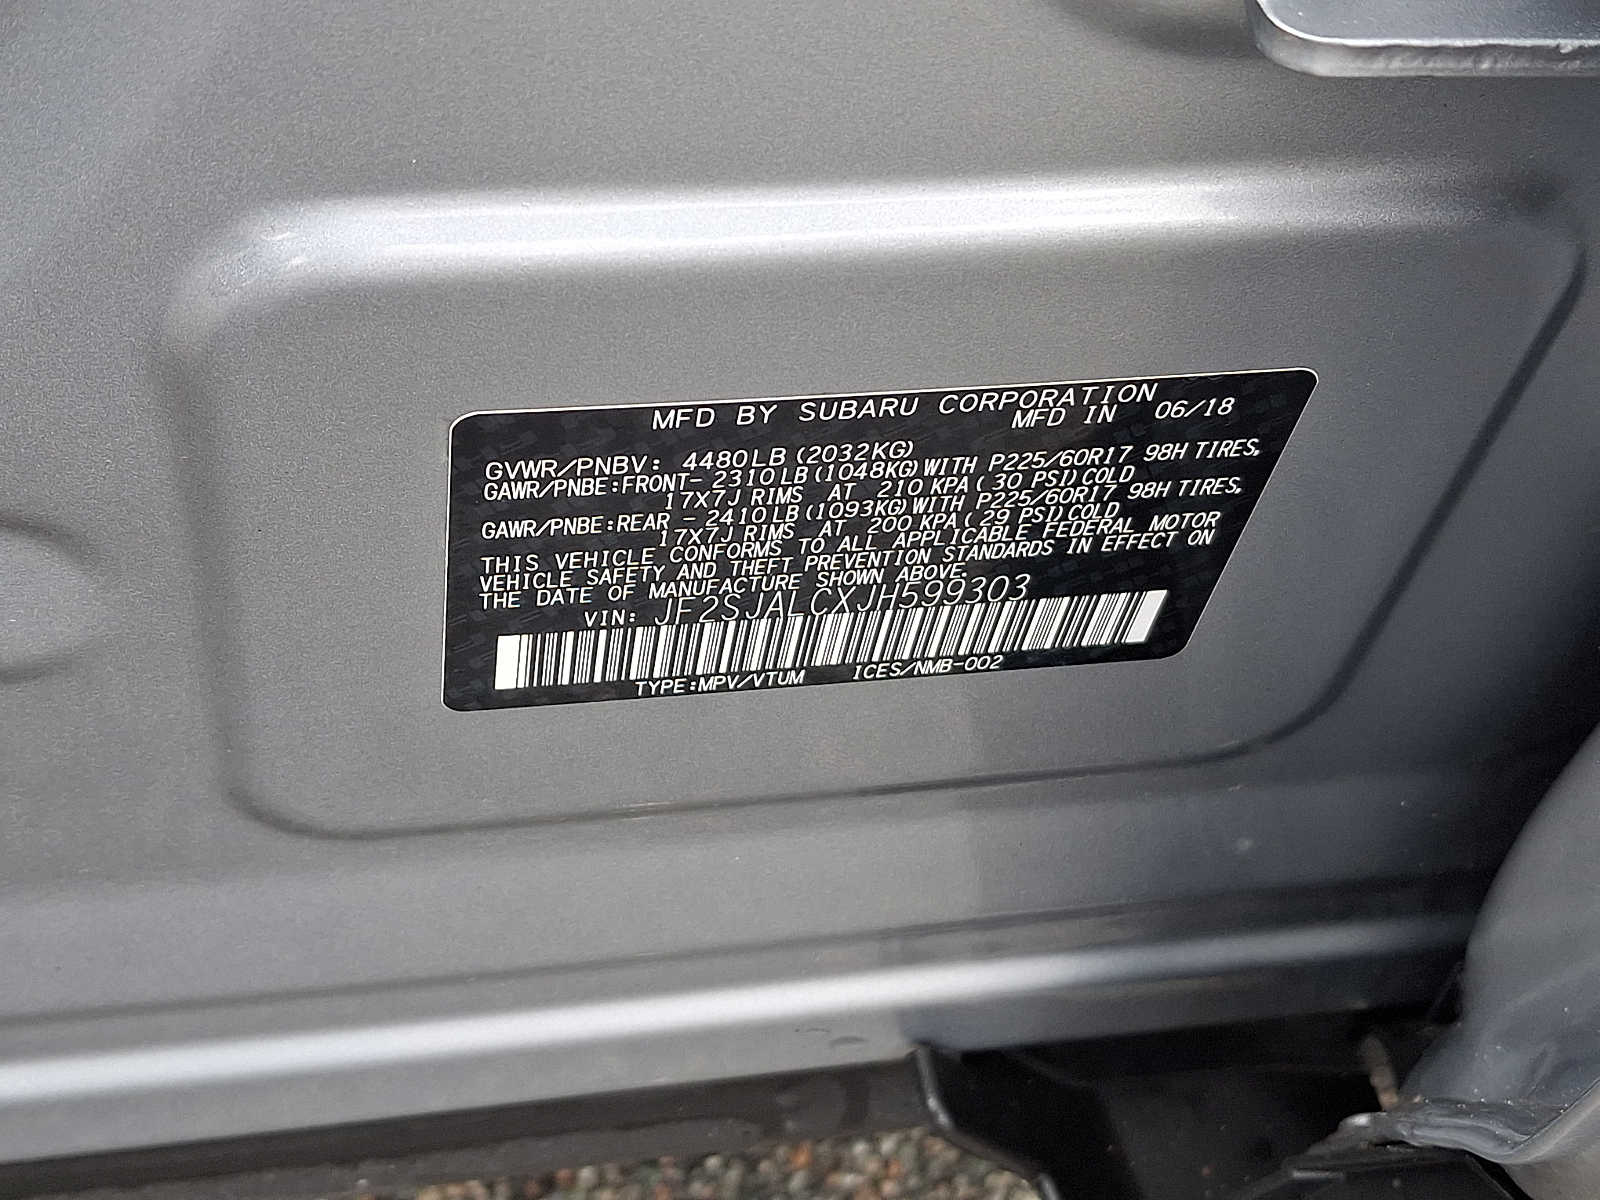 MFD BY SUBARU CORPORATION
MFD IN 06/18
GVWR/PNBV: 4480LB (2032KG)
GAWR/PNBE:FRONT- 2310LB (1048KG) WITH P225/60R17 98H TIRES,
17X7J RIMS AT 210 KPA ( 30 PSI) COLD
GAWR/PNBE:REAR - 2410LB (1093KG) WITH P225/60R17 98H TIRES,
17X7J RIMS AT 200 KPA ( 29 PSI) COLD
THIS VEHICLE CONFORMS TO ALL APPLICABLE FEDERAL MOTOR
VEHICLE SAFETY AND THEFT PREVENTION STANDARDS IN EFFECT ON
THE DATE OF MANUFACTURE SHOWN ABOVE.
VIN: JF2SJALCXJH599303
TYPE:MPV/VTUM ICES/NMB-002